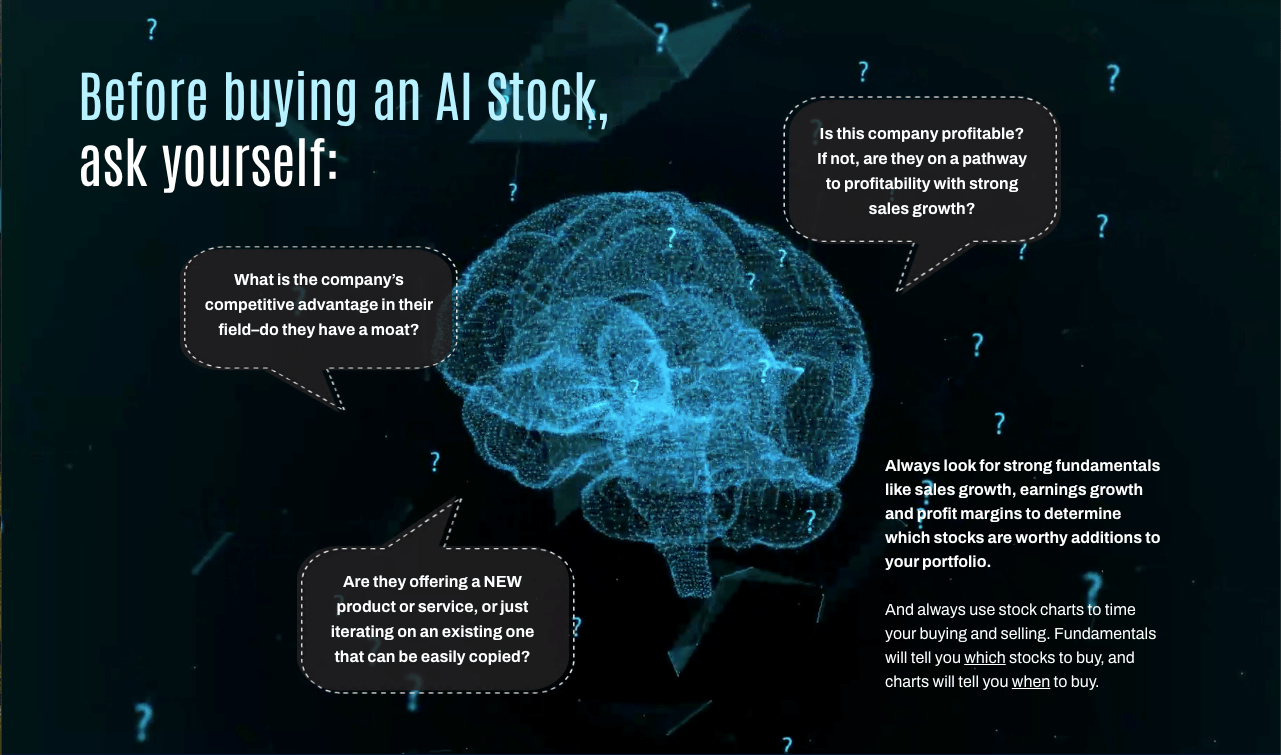 Before buying an AI Stock,
ask yourself:
Is this company profitable?
If not, are they on a pathway
to profitability with strong
sales growth?
What is the company’s
competitive advantage in their
field–do they have a moat?
Are they offering a NEW
product or service, or just
iterating on an existing one
that can be easily copied?
Always look for strong fundamentals
like sales growth, earnings growth
and profit margins to determine
which stocks are worthy additions to
your portfolio.
And always use stock charts to time
your buying and selling. Fundamentals
will tell you which stocks to buy, and
charts will tell you when to buy.